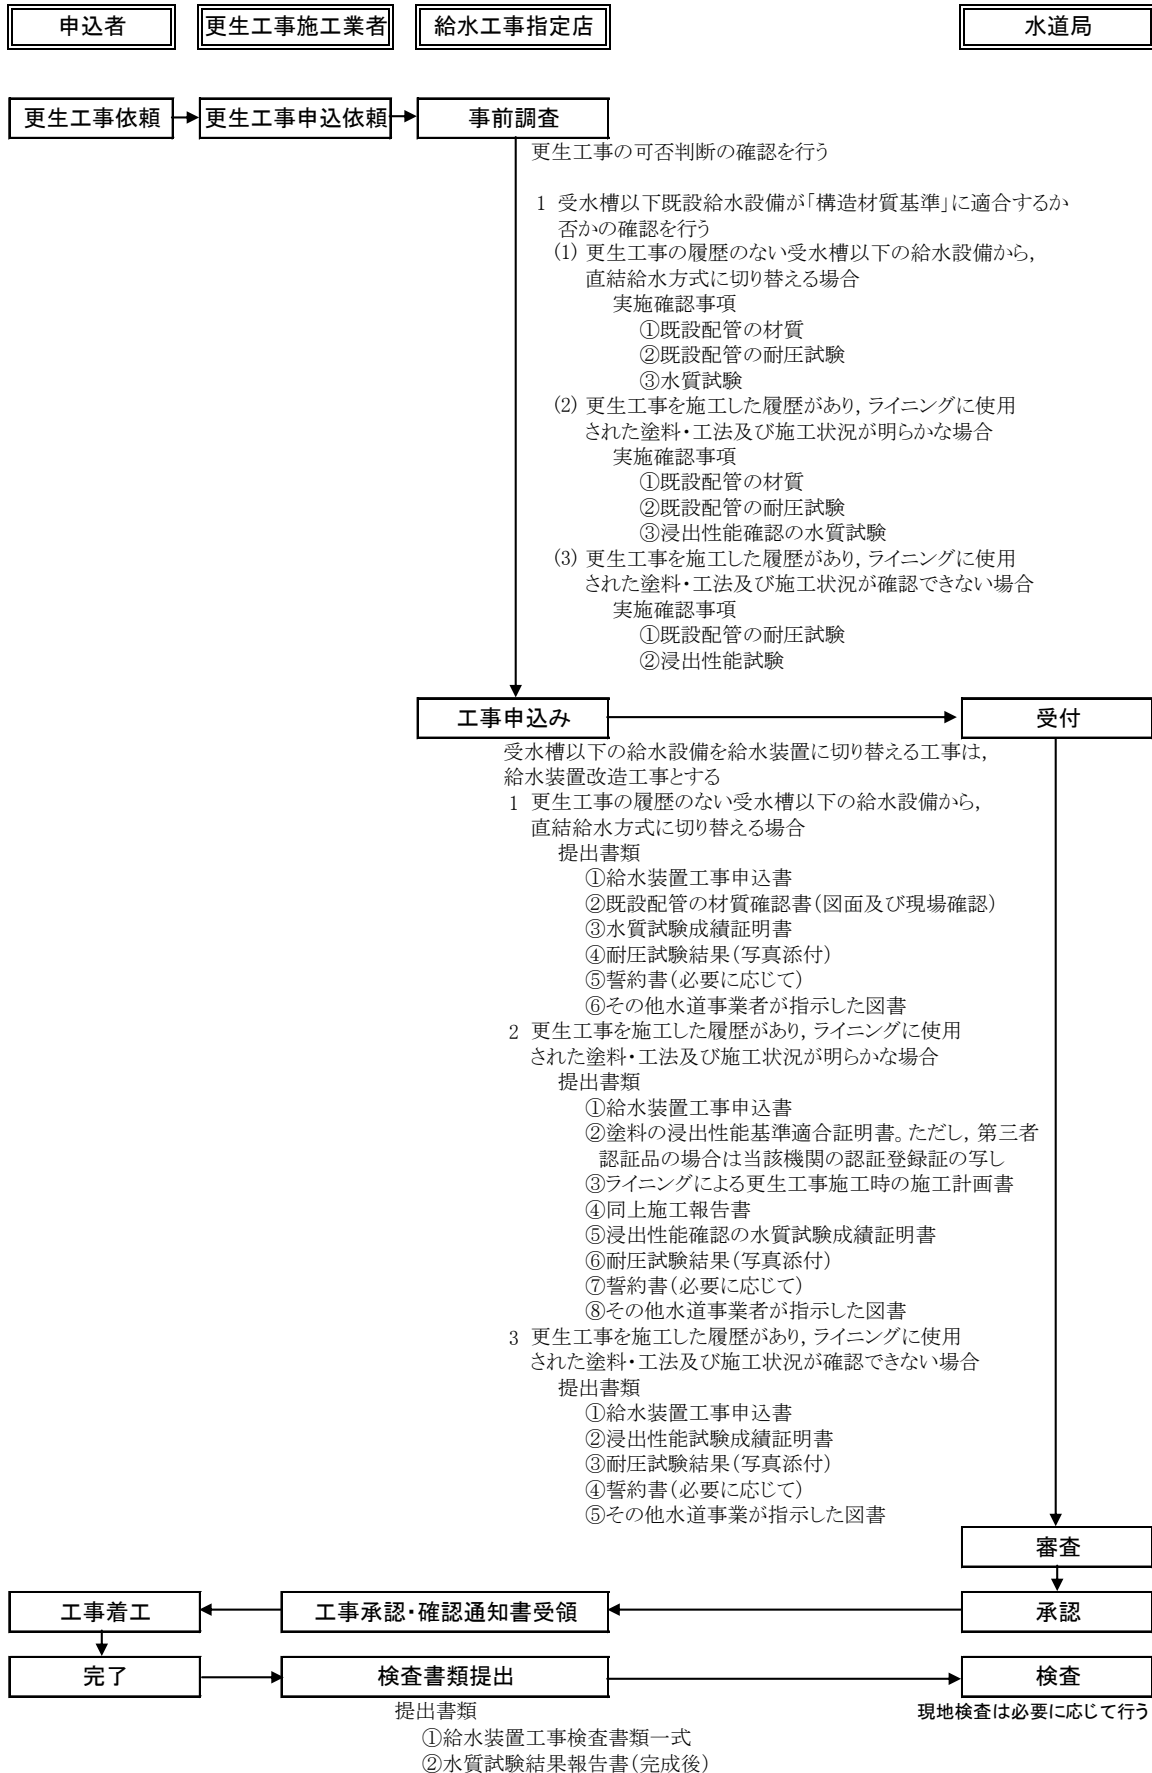 申込者
更生工事施工業者
給水工事指定店
水道局
更生工事依頼
更生工事申込依頼
事前調査
更生工事の可否判断の確認を行う
1 受水槽以下既設給水設備が「構造材質基準」に適合するか
否かの確認を行う
(1) 更生工事の履歴のない受水槽以下の給水設備から，
直結給水方式に切り替える場合
実施確認事項
①既設配管の材質
②既設配管の耐圧試験
③水質試験
(2) 更生工事を施工した履歴があり，ライニングに使用
された塗料・工法及び施工状況が明らかな場合
実施確認事項
①既設配管の材質
②既設配管の耐圧試験
③浸出性能確認の水質試験
(3) 更生工事を施工した履歴があり，ライニングに使用
された塗料・工法及び施工状況が確認できない場合
実施確認事項
①既設配管の耐圧試験
②浸出性能試験
工事申込み
受付
受水槽以下の給水設備を給水装置に切り替える工事は，
給水装置改造工事とする
1 更生工事の履歴のない受水槽以下の給水設備から，
直結給水方式に切り替える場合
提出書類
①給水装置工事申込書
②既設配管の材質確認書（図面及び現場確認）
③水質試験成績証明書
④耐圧試験結果（写真添付）
⑤誓約書（必要に応じて）
⑥その他水道事業者が指示した図書
2 更生工事を施工した履歴があり，ライニングに使用
された塗料・工法及び施工状況が明らかな場合
提出書類
①給水装置工事申込書
②塗料の浸出性能基準適合証明書。ただし，第三者
認証品の場合は当該機関の認証登録証の写し
③ライニングによる更生工事施工時の施工計画書
④同上施工報告書
⑤浸出性能確認の水質試験成績証明書
⑥耐圧試験結果（写真添付）
⑦誓約書（必要に応じて）
⑧その他水道事業者が指示した図書
3 更生工事を施工した履歴があり，ライニングに使用
された塗料・工法及び施工状況が確認できない場合
提出書類
①給水装置工事申込書
②浸出性能試験成績証明書
③耐圧試験結果（写真添付）
④誓約書（必要に応じて）
⑤その他水道事業が指示した図書
審査
工事着工
工事承認・確認通知書受領
承認
完了
検査書類提出
検査
提出書類
現地検査は必要に応じて行う
①給水装置工事検査書類一式
②水質試験結果報告書（完成後）